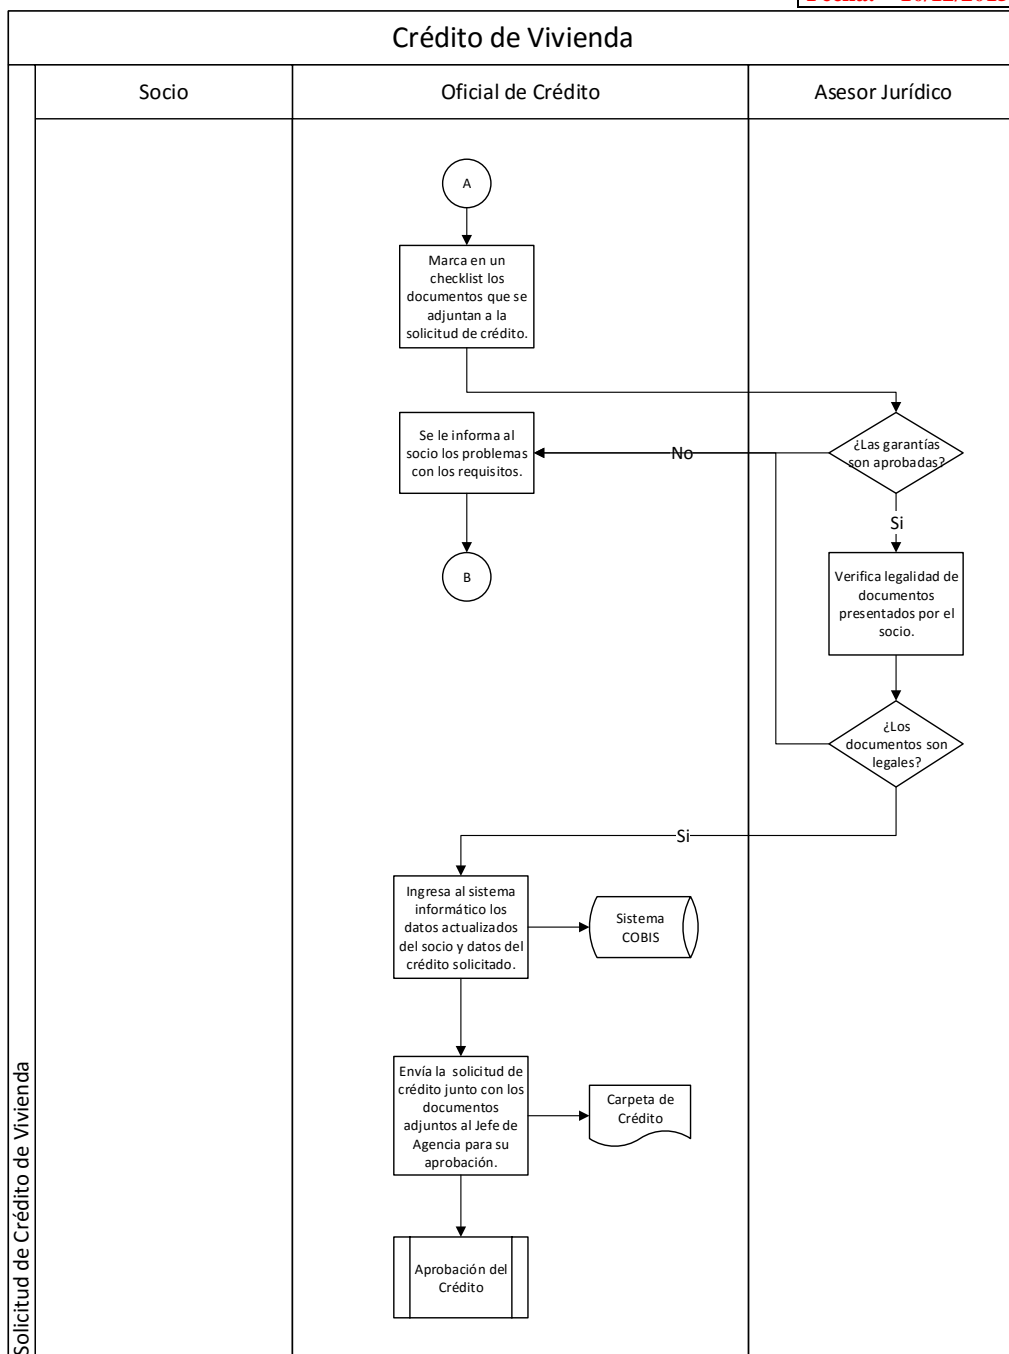 Crédito de Vivienda
Socio
Oficial de Crédito
Asesor Jurídico
A
Marca en un
checklist los
documentos que se
adjuntan a la
solicitud de crédito.
Se le informa al
socio los problemas
con los requisitos.
No
¿Las garantías
son aprobadas?
Si
B
Verifica legalidad de
documentos
presentados por el
socio.
¿Los
documentos son
legales?
Si
Ingresa al sistema
informático los
datos actualizados
del socio y datos del
crédito solicitado.
Sistema
COBIS
Envía la solicitud de
crédito junto con los
documentos
adjuntos al Jefe de
Agencia para su
aprobación.
Carpeta de
Crédito
Aprobación del
Crédito
Solicitud de Crédito de Vivienda